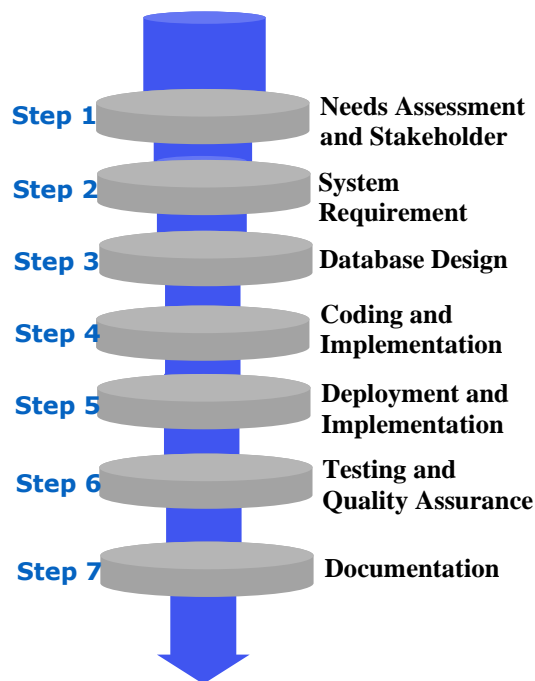 Step 1
Needs Assessment
and Stakeholder
Step 2
System
Requirement
Step 3
Database Design
Step 4
Coding and
Implementation
Step 5
Deployment and
Implementation
Step 6
Testing and
Quality Assurance
Step 7
Documentation